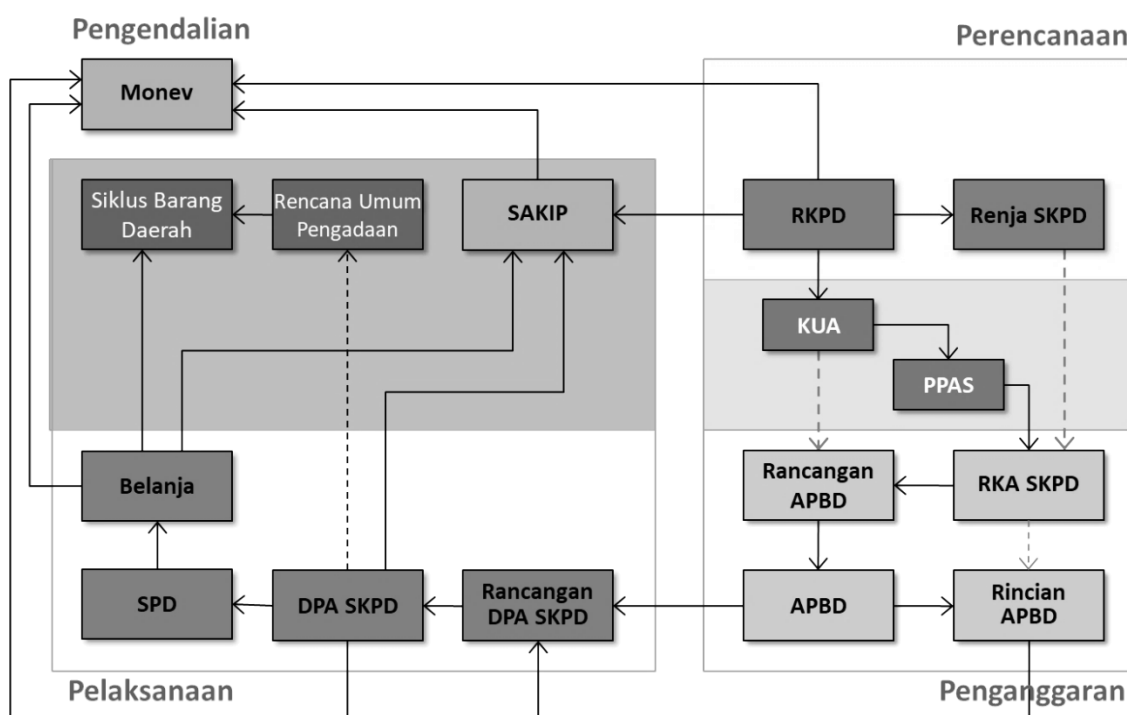 Pengendalian
Perencanaan
Monev
Siklus Barang
Daerah
Rencana Umum
Pengadaan
SAKIP
RKPD
Renja SKPD
KUA
PPAS
Belanja
Rancangan
APBD
RKA SKPD
SPD
DPA SKPD
Rancangan
DPA SKPD
APBD
Rincian
APBD
Pelaksanaan
Penganggaran